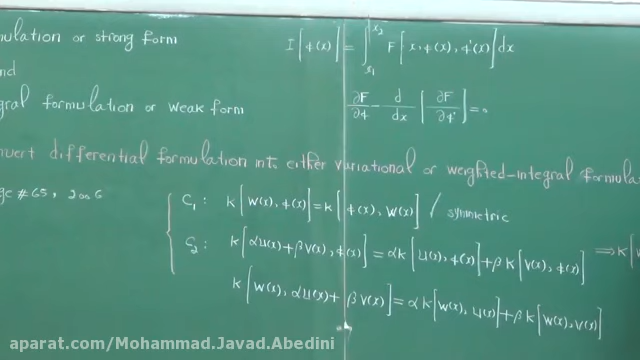 mulation or strong form
nd
gral formulation or weak form
I[φ(x)] = ∫_{x1}^{x2} F[x, φ(x), φ'(x)] dx
∂F/∂φ - d/dx [∂F/∂φ'] = 0
nvert differential formulation into either variational or weighted-integral formula
ge #65, 2006
C1: K[W(x), φ(x)] = K[φ(x), W(x)] / symmetric
C2: K[αu(x)+βV(x), φ(x)] = αK[u(x), φ(x)] + βK[V(x), φ(x)] ⇒ K[W
K[W(x), αu(x)+βV(x)] = αK[W(x), u(x)] + βK[W(x), V(x)]
aparat.com/Mohammad.Javad.Abedini